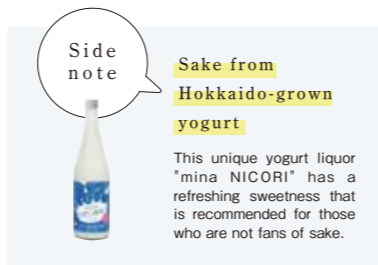 Side
note
Sake from
Hokkaido-grown
yogurt
This unique yogurt liquor
"mina NICORI" has a
refreshing sweetness that
is recommended for those
who are not fans of sake.